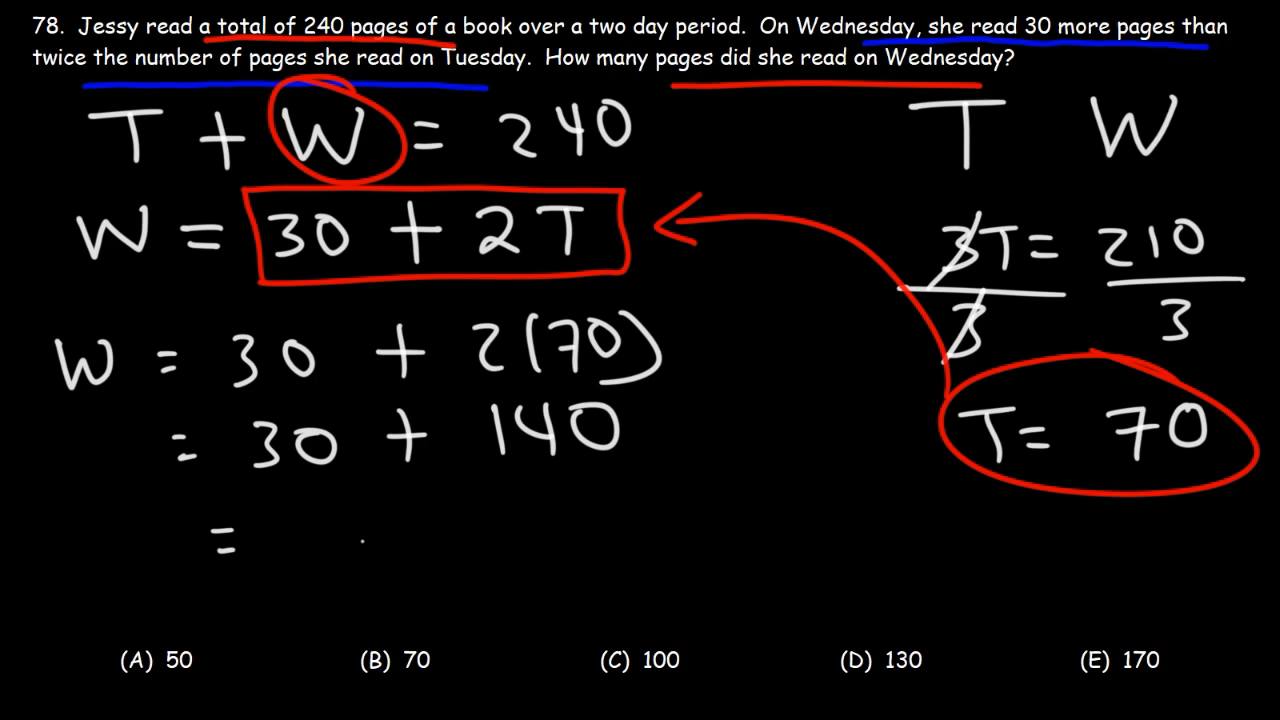 78. Jessy read a total of 240 pages of a book over a two day period. On Wednesday, she read 30 more pages than
twice the number of pages she read on Tuesday. How many pages did she read on Wednesday?
T + W = 240
W = 30 + 2T
W = 30 + 2(70)
= 30 + 140
=
T W
3T = 210
3 3
T = 70
(A) 50 (B) 70 (C) 100 (D) 130 (E) 170